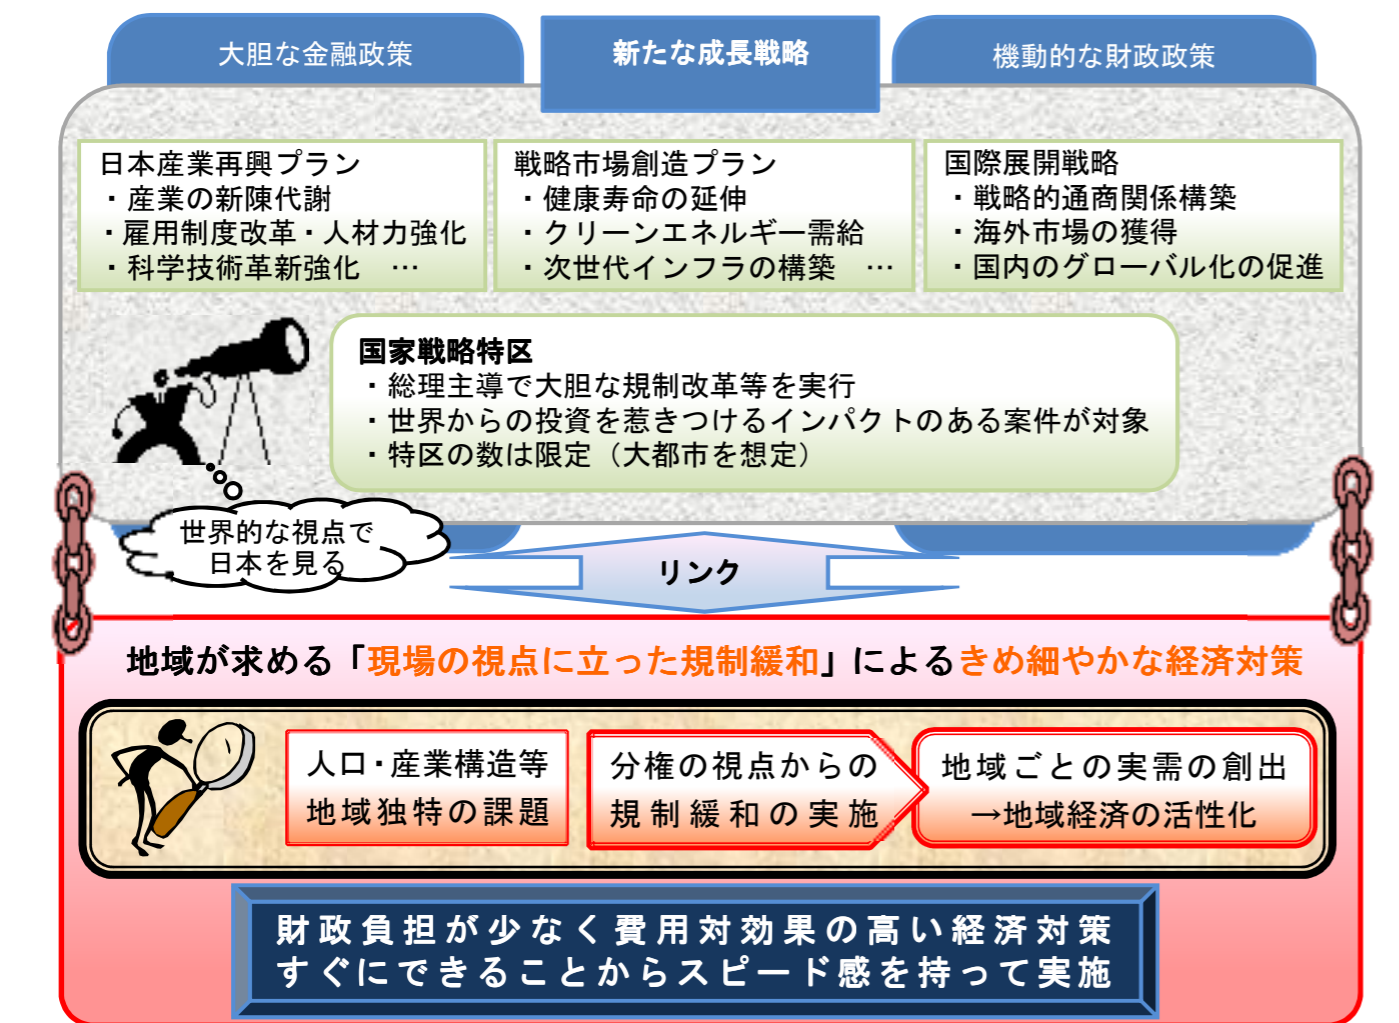 大胆な金融政策
新たな成長戦略
機動的な財政政策
日本産業再興プラン
・産業の新陳代謝
・雇用制度改革・人材力強化
・科学技術革新強化　…
戦略市場創造プラン
・健康寿命の延伸
・クリーンエネルギー需給
・次世代インフラの構築　…
国際展開戦略
・戦略的通商関係構築
・海外市場の獲得
・国内のグローバル化の促進
国家戦略特区
・総理主導で大胆な規制改革等を実行
・世界からの投資を惹きつけるインパクトのある案件が対象
・特区の数は限定（大都市を想定）
世界的な視点で
日本を見る
リンク
地域が求める「現場の視点に立った規制緩和」によるきめ細やかな経済対策
人口・産業構造等
地域独特の課題
分権の視点からの
規制緩和の実施
地域ごとの実需の創出
→地域経済の活性化
財政負担が少なく費用対効果の高い経済対策
すぐにできることからスピード感を持って実施